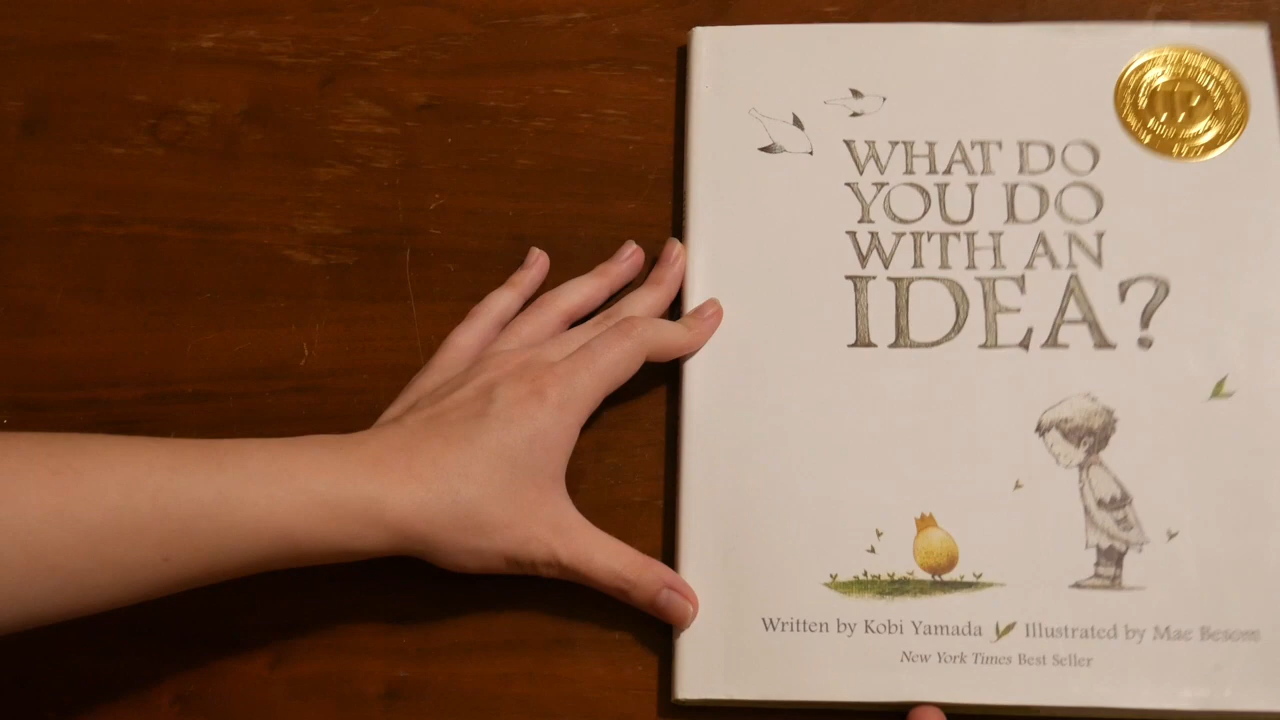 WHAT DO
YOU DO
WITH AN
IDEA?
Written by Kobi Yamada Illustrated by Mae Besom
New York Times Best Seller